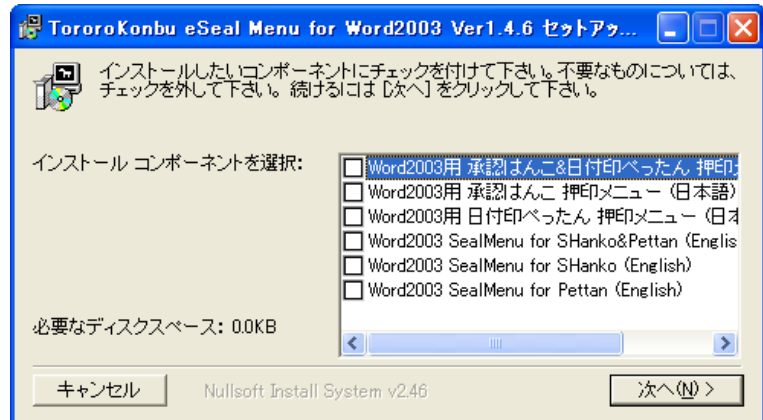 TororoKonbu eSeal Menu for Word2003 Ver1.4.6 セットアッ...
インストールしたいコンポーネントにチェックを付けて下さい。不要なものについては、
チェックを外して下さい。続けるには [次へ] をクリックして下さい。
インストール コンポーネントを選択:
Word2003用 承認はんこ&日付印ぺったん 押印
Word2003用 承認はんこ 押印メニュー (日本語)
Word2003用 日付印ぺったん 押印メニュー (日本
Word2003 SealMenu for SHanko&Pettan (Englis
Word2003 SealMenu for SHanko (English)
Word2003 SealMenu for Pettan (English)
必要なディスクスペース: 0.0KB
キャンセル
Nullsoft Install System v2.46
次へ(N) >